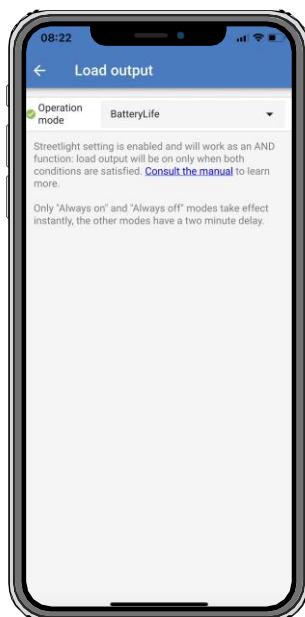 08:22
Load output
Operation mode
BatteryLife
Streetlight setting is enabled and will work as an AND
function: load output will be on only when both
conditions are satisfied. Consult the manual to learn
more.
Only "Always on" and "Always off" modes take effect
instantly, the other modes have a two minute delay.